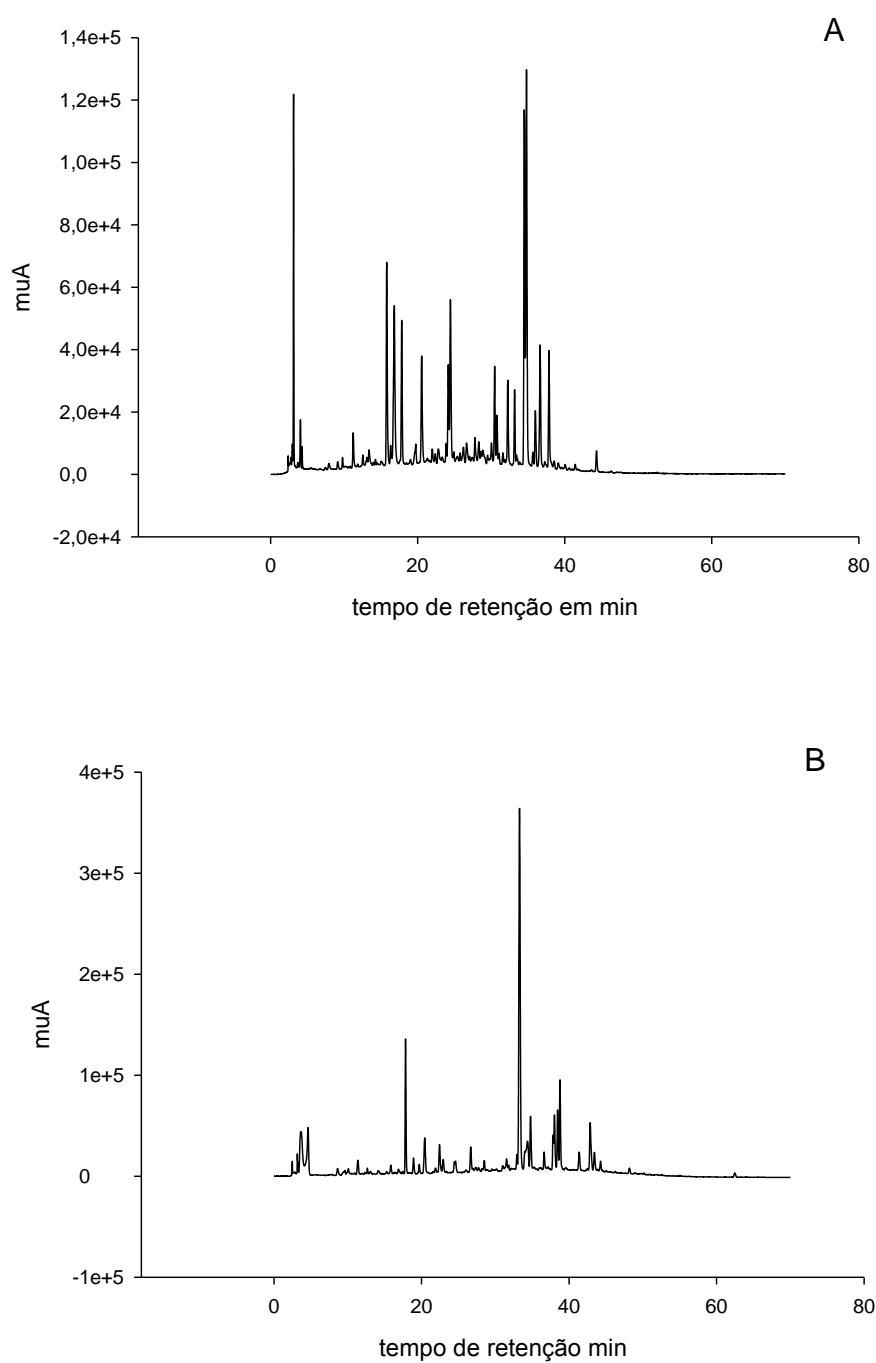 A
1,4e+5
1,2e+5
1,0e+5
8,0e+4
6,0e+4
4,0e+4
2,0e+4
0,0
-2,0e+4
muA
0 20 40 60 80
tempo de retenção em min
B
4e+5
3e+5
2e+5
1e+5
0
-1e+5
muA
0 20 40 60 80
tempo de retenção min